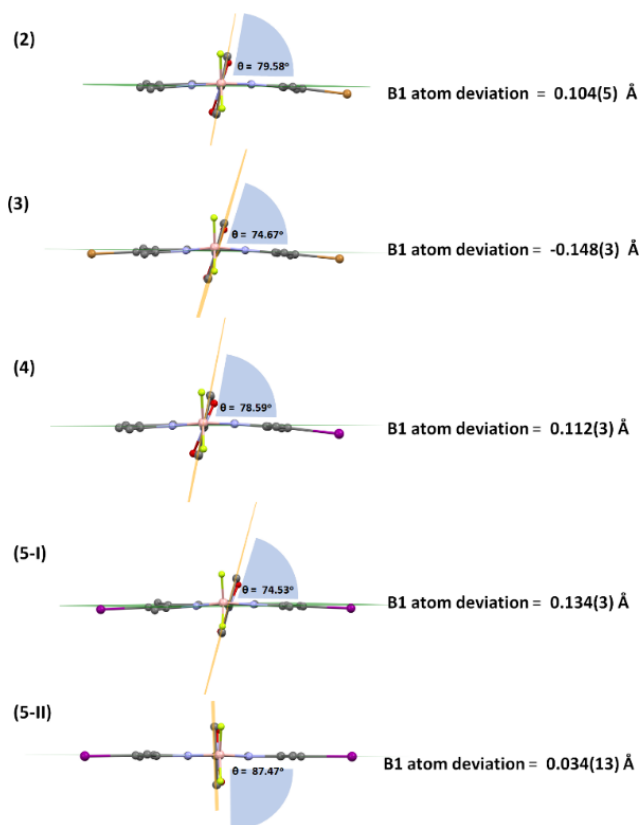 (2)
θ = 79.58°
B1 atom deviation = 0.104(5) Å
(3)
θ = 74.67°
B1 atom deviation = -0.148(3) Å
(4)
θ = 78.59°
B1 atom deviation = 0.112(3) Å
(5-I)
θ = 74.53°
B1 atom deviation = 0.134(3) Å
(5-II)
θ = 87.47°
B1 atom deviation = 0.034(13) Å